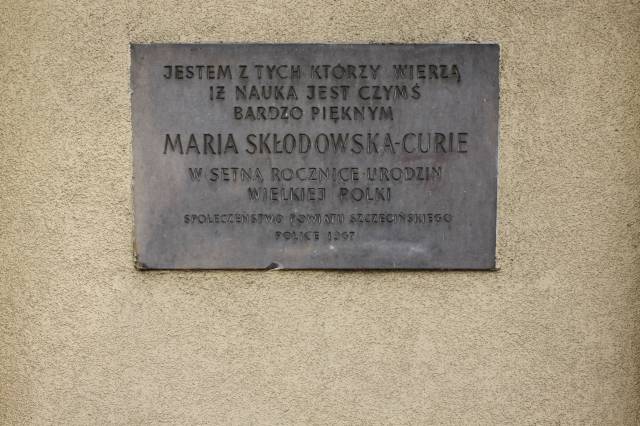 JESTEM Z TYCH KTÓRZY WIERZĄ
IŻ NAUKA JEST CZYMŚ
BARDZO PIĘKNYM
MARIA SKŁODOWSKA-CURIE
W SETNĄ ROCZNICĘ URODZIN
WIELKIEJ POLKI
SPOŁECZEŃSTWO POWIATU SZCZECIŃSKIEGO
POLICE 1967